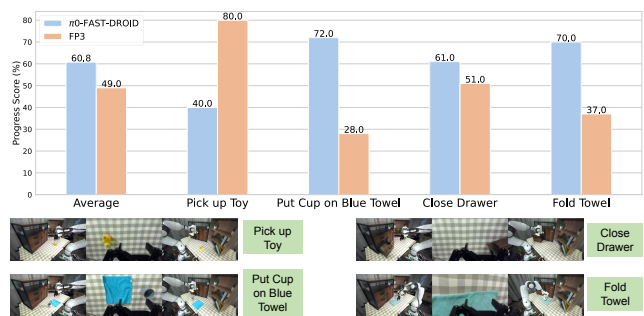 80
70
60
50
40
30
20
10
0
Progress Score (%)
π0-FAST-DROID
FP3
60.8
49.0
40.0
80.0
72.0
28.0
61.0
51.0
70.0
37.0
Average
Pick up Toy
Put Cup on Blue Towel
Close Drawer
Fold Towel
Pick up
Toy
Close
Drawer
Put Cup
on Blue
Towel
Fold
Towel